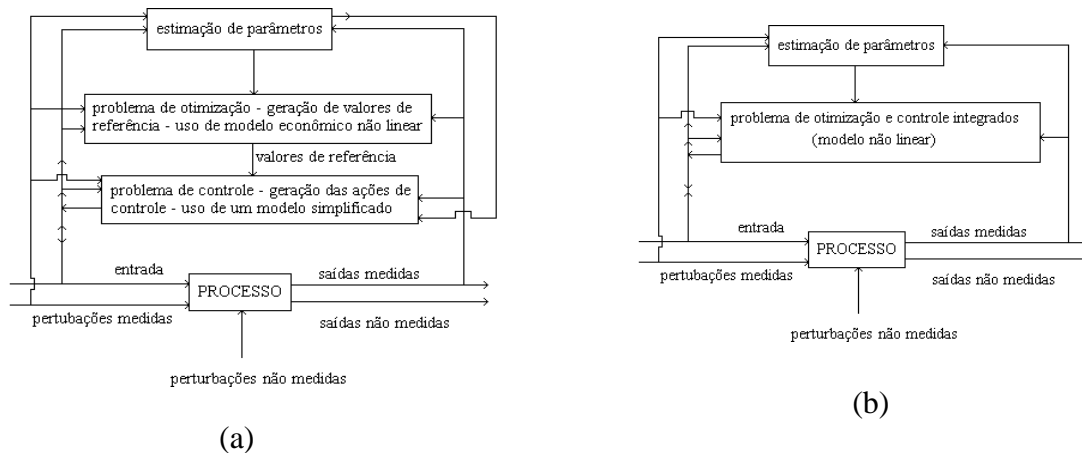 estimação de parâmetros
problema de otimização - geração de valores de
referência - uso de modelo econômico não linear
valores de referência
problema de controle - geração das ações de
controle - uso de um modelo simplificado
entrada
saídas medidas
PROCESSO
pertubações medidas
saídas não medidas
perturbações não medidas
(a)
estimação de parâmetros
problema de otimização e controle integrados
(modelo não linear)
entrada
saídas medidas
PROCESSO
pertubações medidas
saídas não medidas
perturbações não medidas
(b)